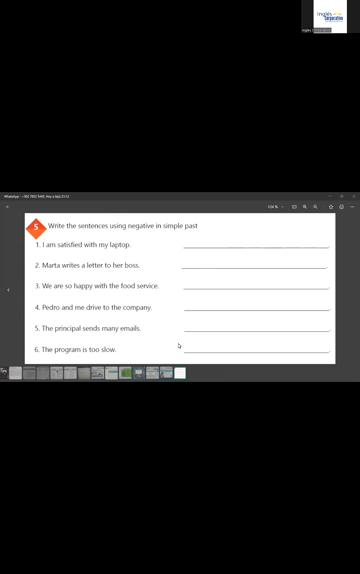 Inglés
Corporativo
5 Write the sentences using negative in simple past
1. I am satisfied with my laptop.
2. Marta writes a letter to her boss.
3. We are so happy with the food service.
4. Pedro and me drive to the company.
5. The principal sends many emails.
6. The program is too slow.